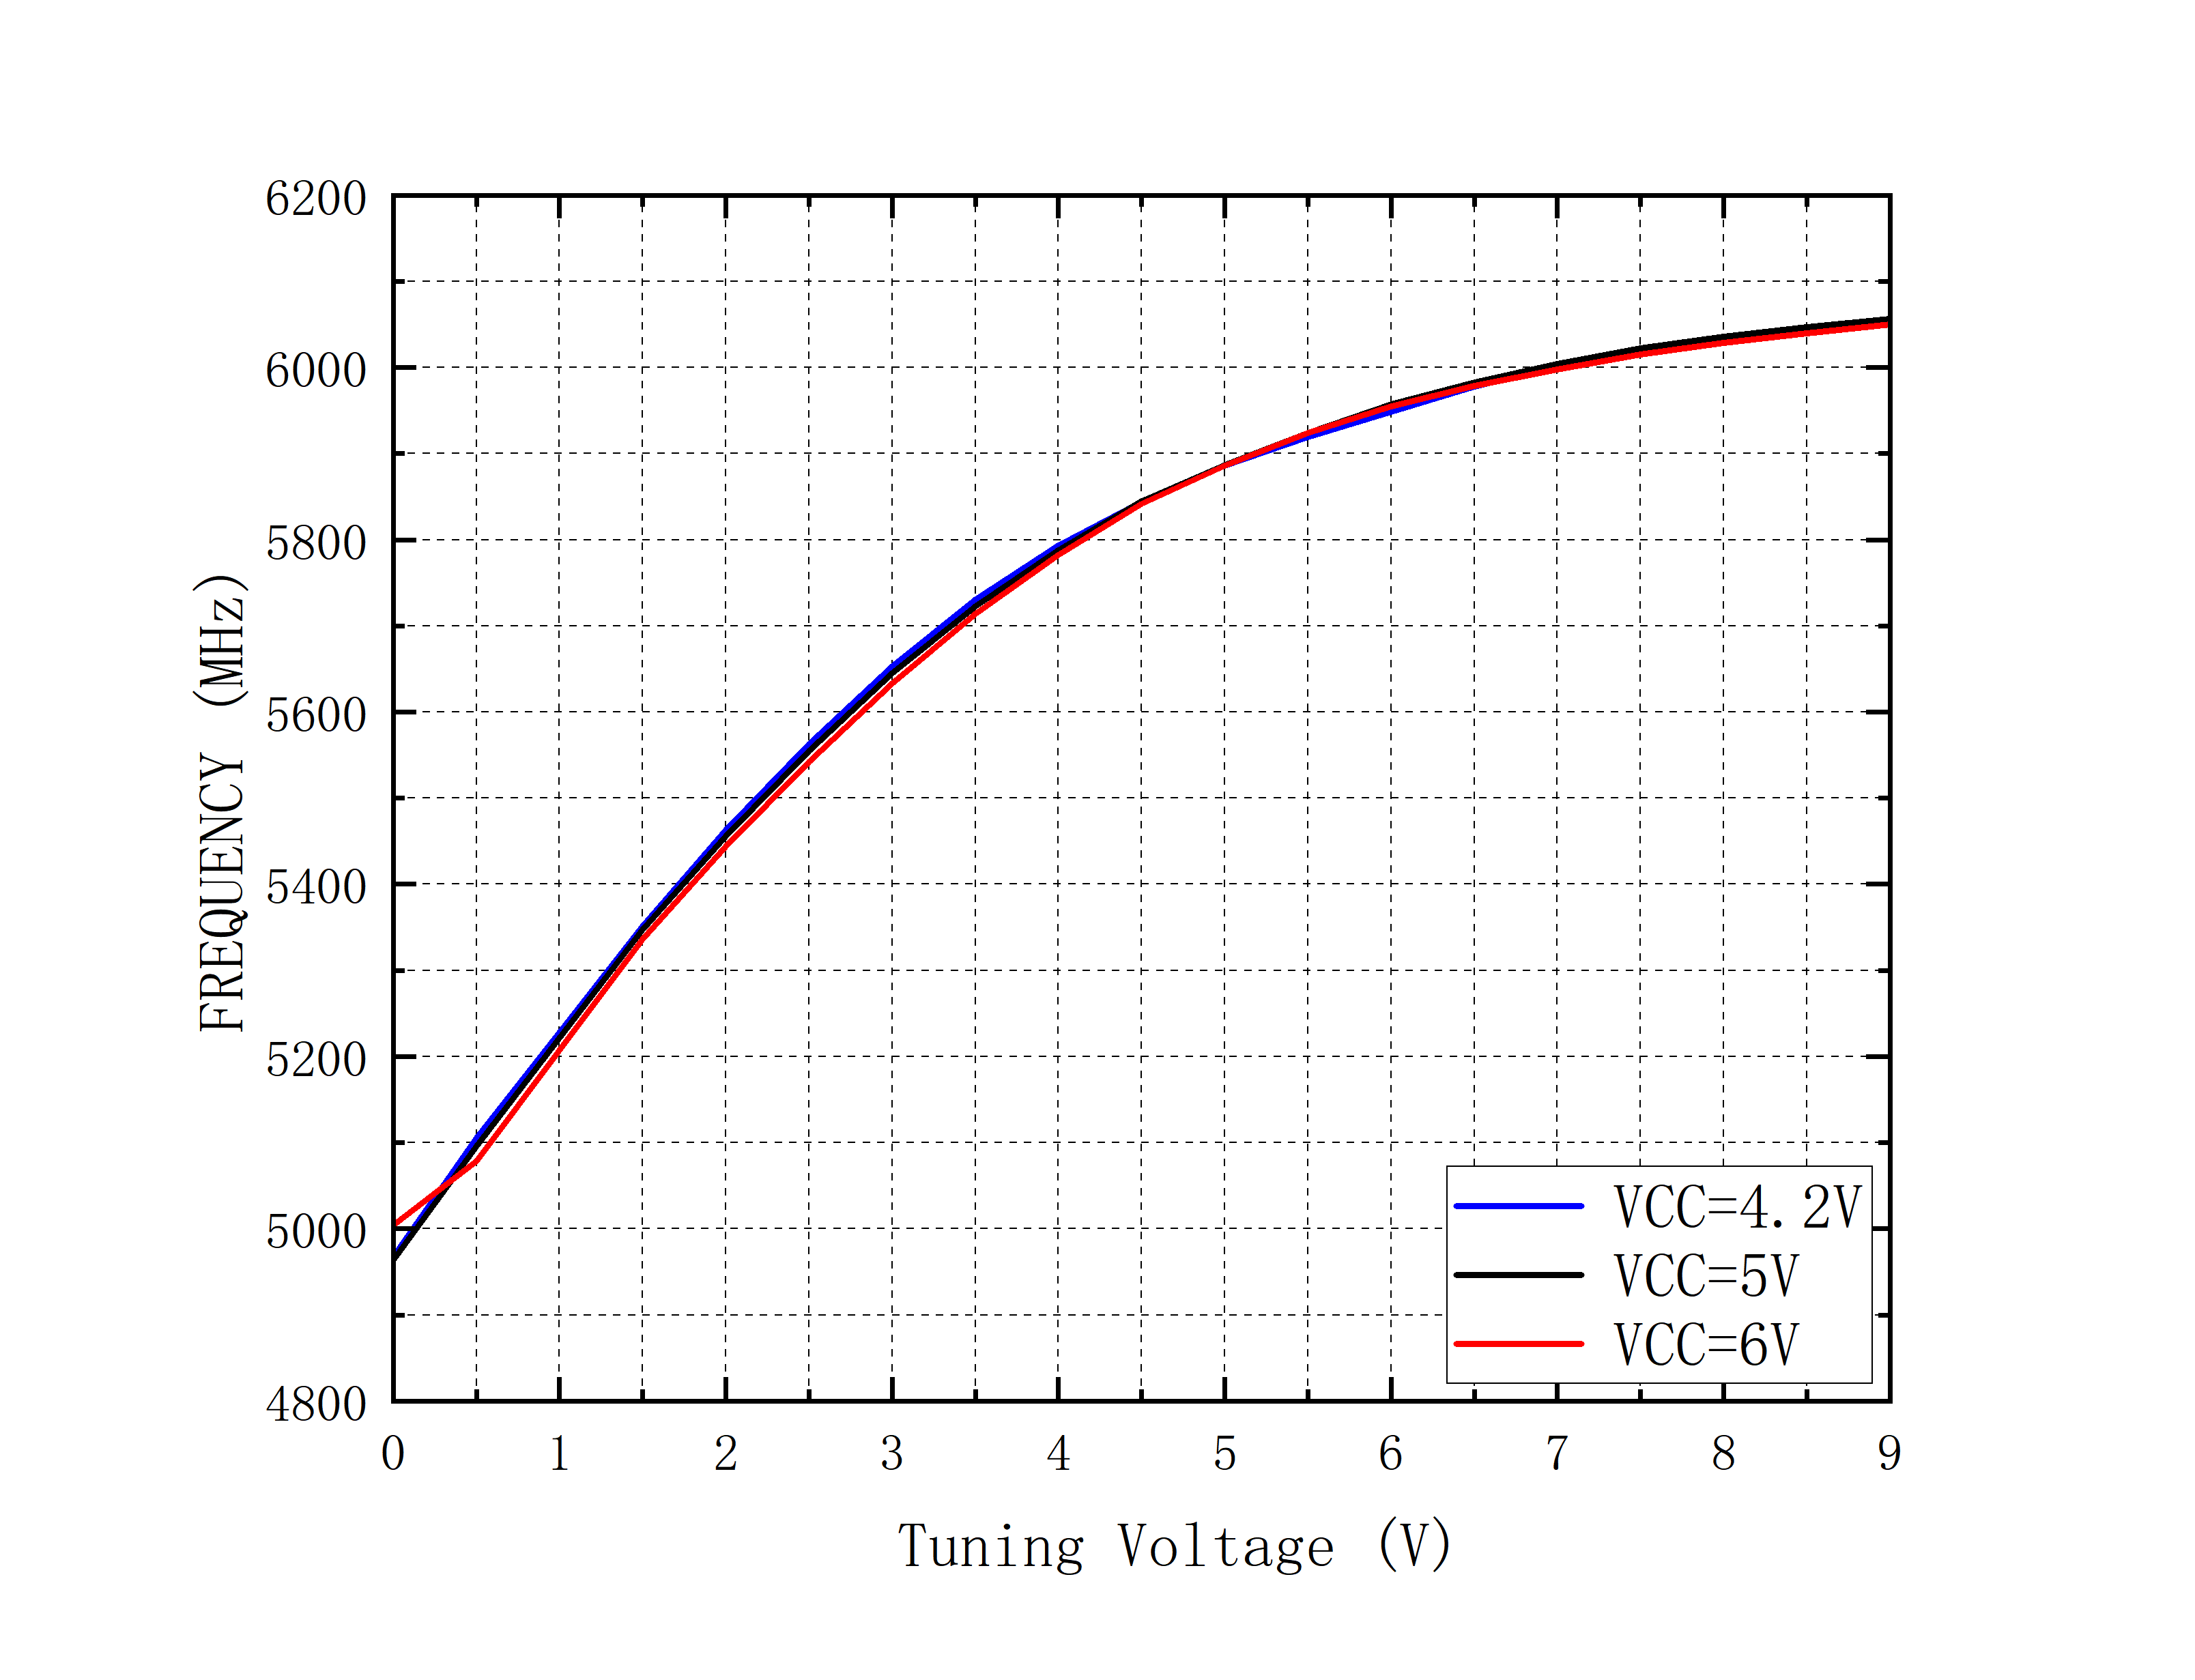 6200
6000
5800
5600
5400
5200
5000
4800
FREQUENCY (MHz)
VCC=4.2V
VCC=5V
VCC=6V
0 1 2 3 4 5 6 7 8 9
Tuning Voltage (V)